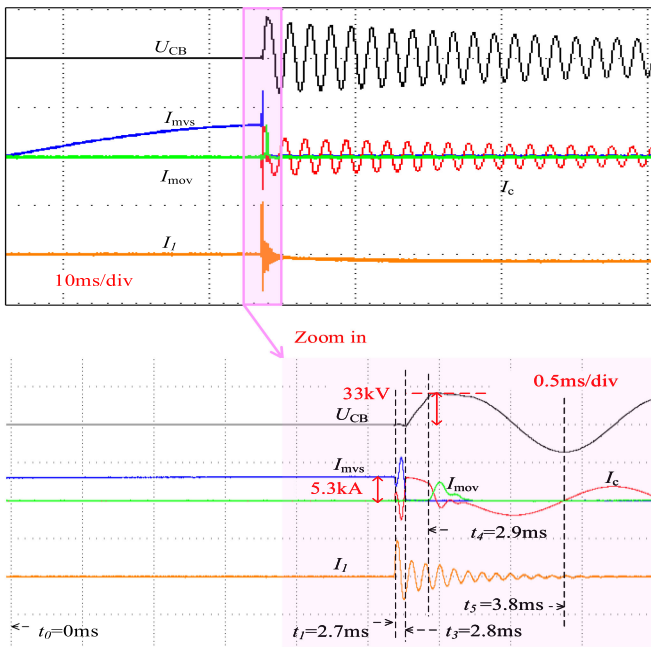 U_CB
I_mvs
I_mov
I_c
I_1
10ms/div
Zoom in
33kV
0.5ms/div
U_CB
I_mvs
5.3kA
I_mov
I_c
t_4=2.9ms
I_1
t_5=3.8ms
t_0=0ms
t_1=2.7ms
t_3=2.8ms